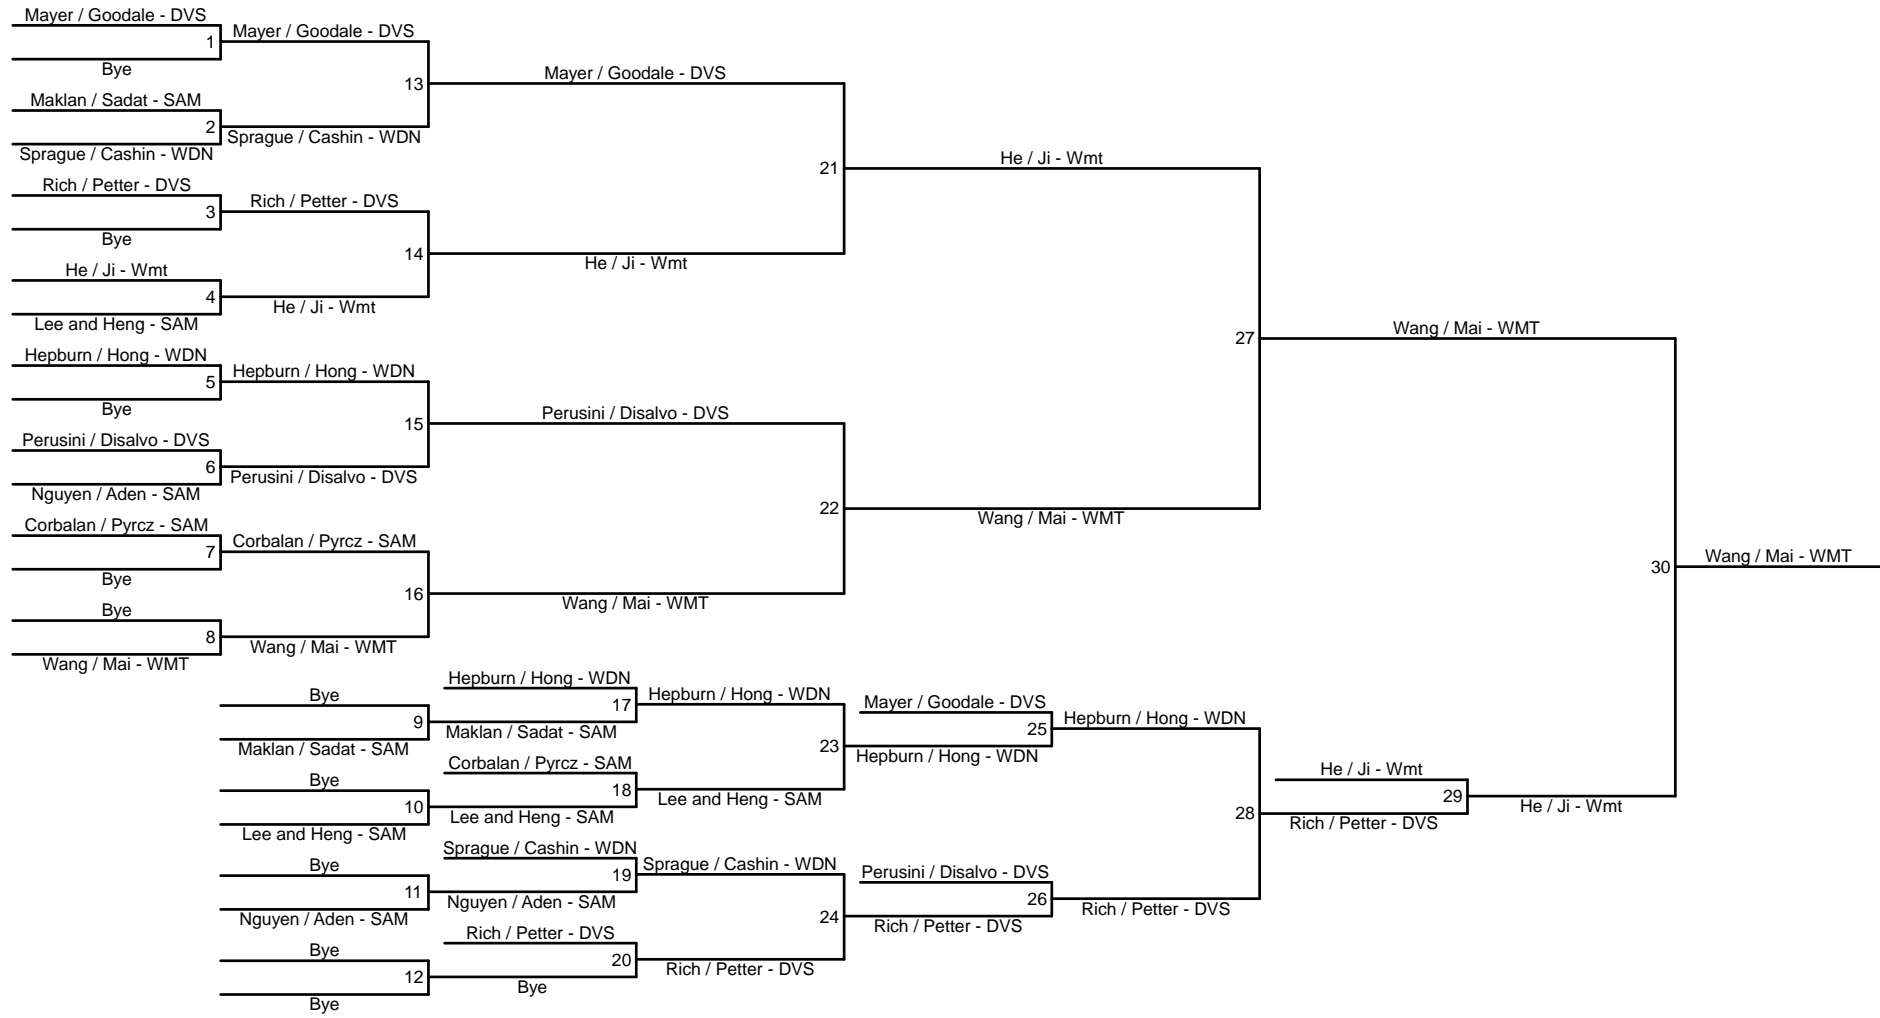 Mayer / Goodale - DVS
1
Bye
Maklan / Sadat - SAM
2
Sprague / Cashin - WDN
Rich / Petter - DVS
3
Bye
He / Ji - Wmt
4
Lee and Heng - SAM
Hepburn / Hong - WDN
5
Bye
Perusini / Disalvo - DVS
6
Nguyen / Aden - SAM
Corbalan / Pyrcz - SAM
7
Bye
Bye
8
Wang / Mai - WMT
Mayer / Goodale - DVS
13
Sprague / Cashin - WDN
Rich / Petter - DVS
14
He / Ji - Wmt
Hepburn / Hong - WDN
15
Perusini / Disalvo - DVS
Corbalan / Pyrcz - SAM
16
Wang / Mai - WMT
Mayer / Goodale - DVS
21
He / Ji - Wmt
Perusini / Disalvo - DVS
22
Wang / Mai - WMT
He / Ji - Wmt
27
Wang / Mai - WMT
Wang / Mai - WMT
30
Wang / Mai - WMT
Bye
9
Maklan / Sadat - SAM
Bye
10
Lee and Heng - SAM
Bye
11
Nguyen / Aden - SAM
Bye
12
Bye
Hepburn / Hong - WDN
17
Maklan / Sadat - SAM
Corbalan / Pyrcz - SAM
18
Lee and Heng - SAM
Sprague / Cashin - WDN
19
Nguyen / Aden - SAM
Rich / Petter - DVS
20
Bye
Hepburn / Hong - WDN
23
Lee and Heng - SAM
Sprague / Cashin - WDN
24
Rich / Petter - DVS
Mayer / Goodale - DVS
25
Hepburn / Hong - WDN
Perusini / Disalvo - DVS
26
Rich / Petter - DVS
Hepburn / Hong - WDN
28
Rich / Petter - DVS
He / Ji - Wmt
29
Rich / Petter - DVS
He / Ji - Wmt